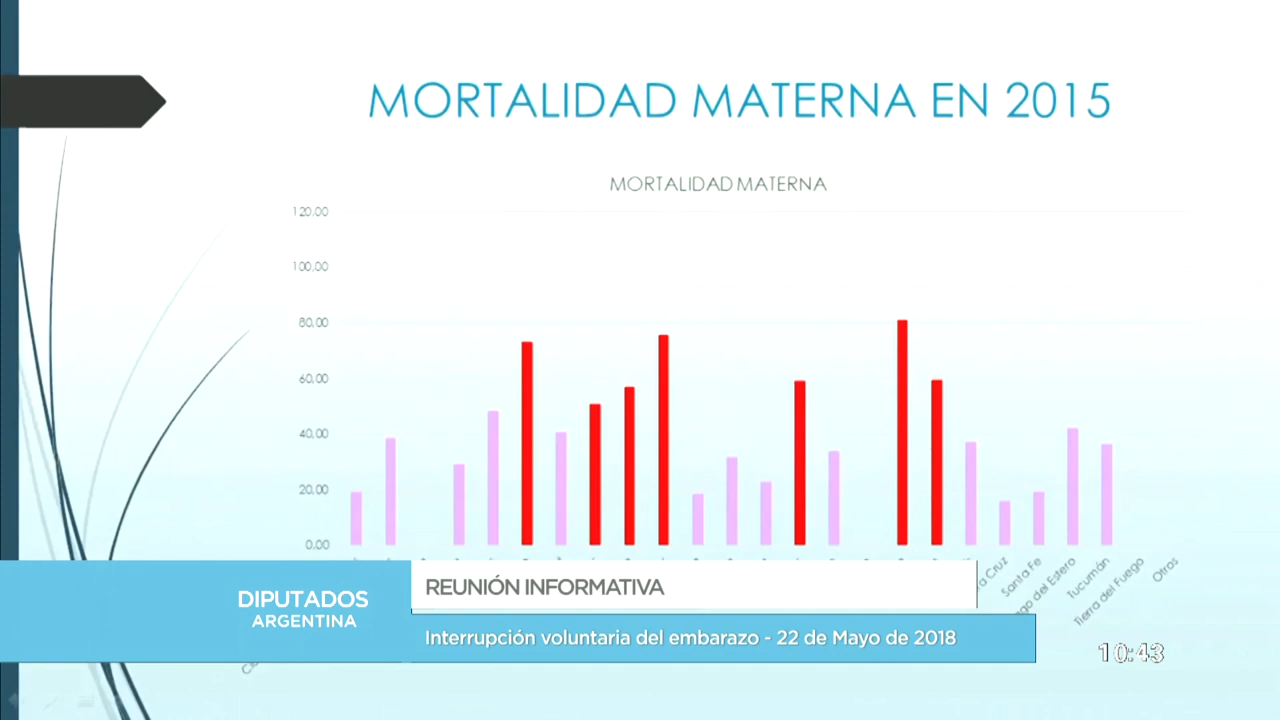 MORTALIDAD MATERNA EN 2015
MORTALIDAD MATERNA
120.00
100.00
80.00
60.00
40.00
20.00
0.00
Santa Fe
Tucumán
Tierra del Fuego
Otros
DIPUTADOS
ARGENTINA
REUNIÓN INFORMATIVA
Interrupción voluntaria del embarazo - 22 de Mayo de 2018
10:43